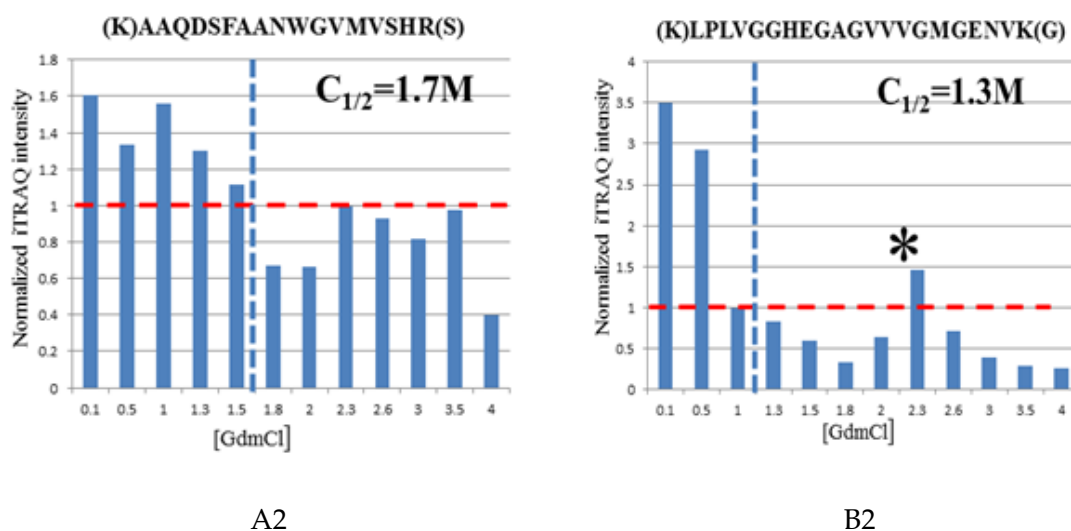 (K)AAQDSFAANWGVMVSHR(S)
Normalized iTRAQ intensity
1.8
1.6
1.4
1.2
1
0.8
0.6
0.4
0.2
0
C1/2=1.7M
0.1 0.5 1 1.3 1.5 1.8 2 2.3 2.6 3 3.5 4
[GdmCl]
A2
(K)LPLVGGHEGAGVVVGMGENVK(G)
Normalized iTRAQ intensity
4
3.5
3
2.5
2
1.5
1
0.5
0
C1/2=1.3M
*
0.1 0.5 1 1.3 1.5 1.8 2 2.3 2.6 3 3.5 4
[GdmCl]
B2